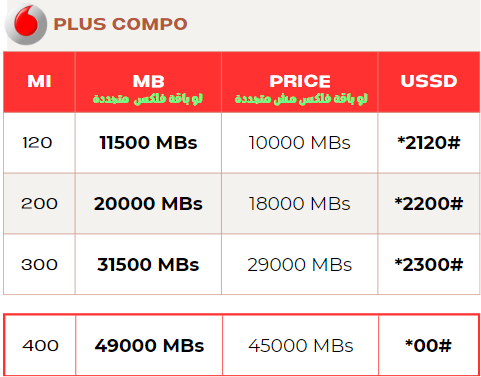 PLUS COMPO
MI MB PRICE USSD
لو باقة فلكس متجددة لو باقة فلكس مش متجددة
120 11500 MBs 10000 MBs *2120#
200 20000 MBs 18000 MBs *2200#
300 31500 MBs 29000 MBs *2300#
400 49000 MBs 45000 MBs *00#